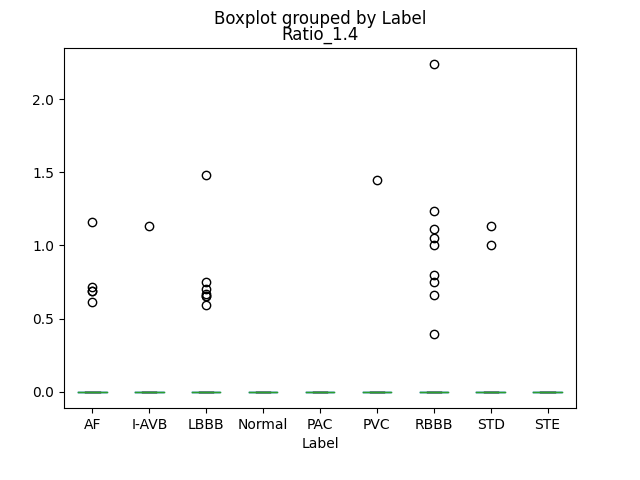 Boxplot grouped by Label
Ratio_1.4
2.0
1.5
1.0
0.5
0.0
AF I-AVB LBBB Normal PAC PVC RBBB STD STE
Label